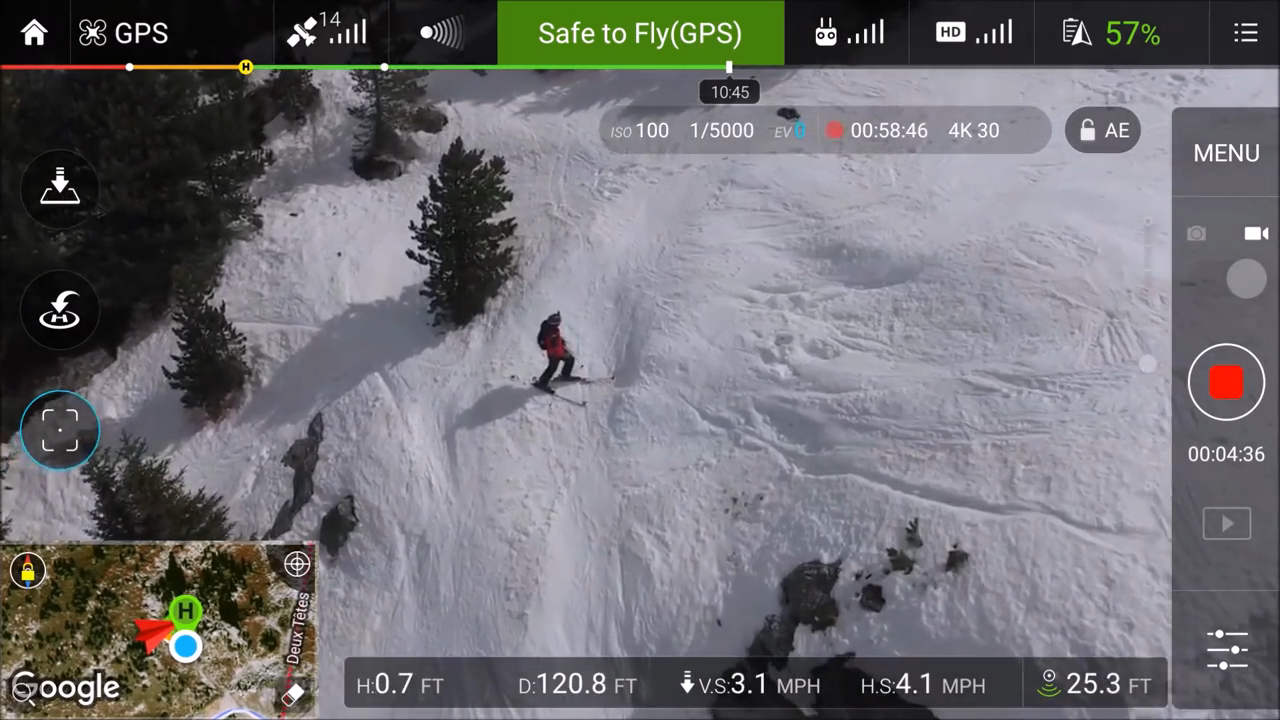 GPS
14
Safe to Fly(GPS)
HD
57%
H
10:45
ISO 100 1/5000 EV 0 00:58:46 4K 30
AE
MENU
00:04:36
H
Deux Têtes
Google
H:0.7 FT D:120.8 FT V.S:3.1 MPH H.S:4.1 MPH 25.3 FT